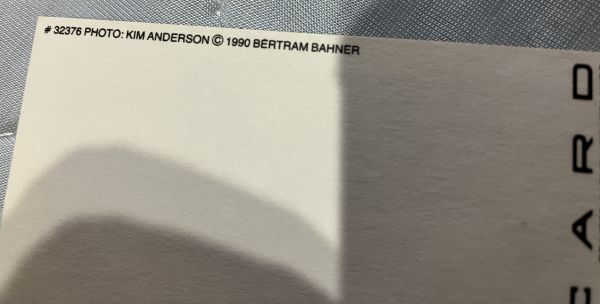 # 32376 PHOTO: KIM ANDERSON © 1990 BERTRAM BAHNER
CARD